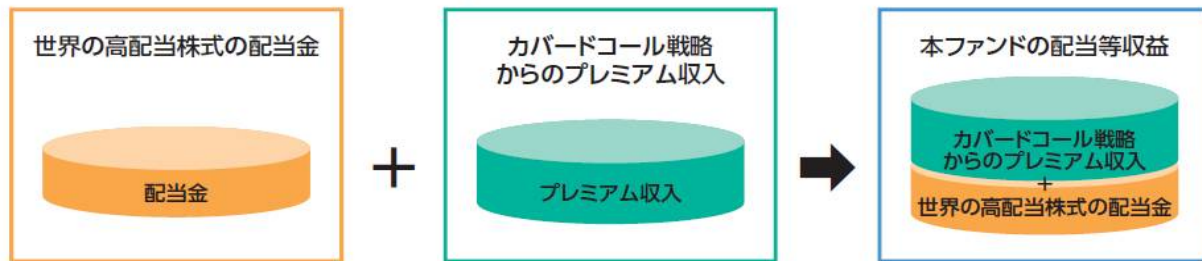 世界の高配当株式の配当金
配当金
+
カバードコール戦略
からのプレミアム収入
プレミアム収入
本ファンドの配当等収益
カバードコール戦略
からのプレミアム収入
+
世界の高配当株式の配当金